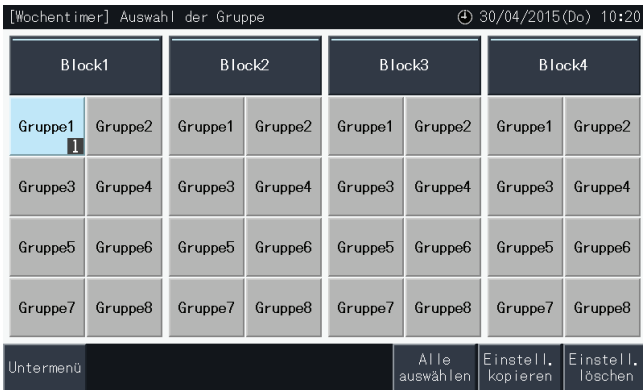 [Wochentimer] Auswahl der Gruppe 30/04/2015(Do) 10:20
Block1 Block2 Block3 Block4
Gruppe1 Gruppe2 Gruppe1 Gruppe2 Gruppe1 Gruppe2 Gruppe1 Gruppe2
1
Gruppe3 Gruppe4 Gruppe3 Gruppe4 Gruppe3 Gruppe4 Gruppe3 Gruppe4
Gruppe5 Gruppe6 Gruppe5 Gruppe6 Gruppe5 Gruppe6 Gruppe5 Gruppe6
Gruppe7 Gruppe8 Gruppe7 Gruppe8 Gruppe7 Gruppe8 Gruppe7 Gruppe8
Untermenü
Alle
auswählen
Einstell.
kopieren
Einstell.
löschen